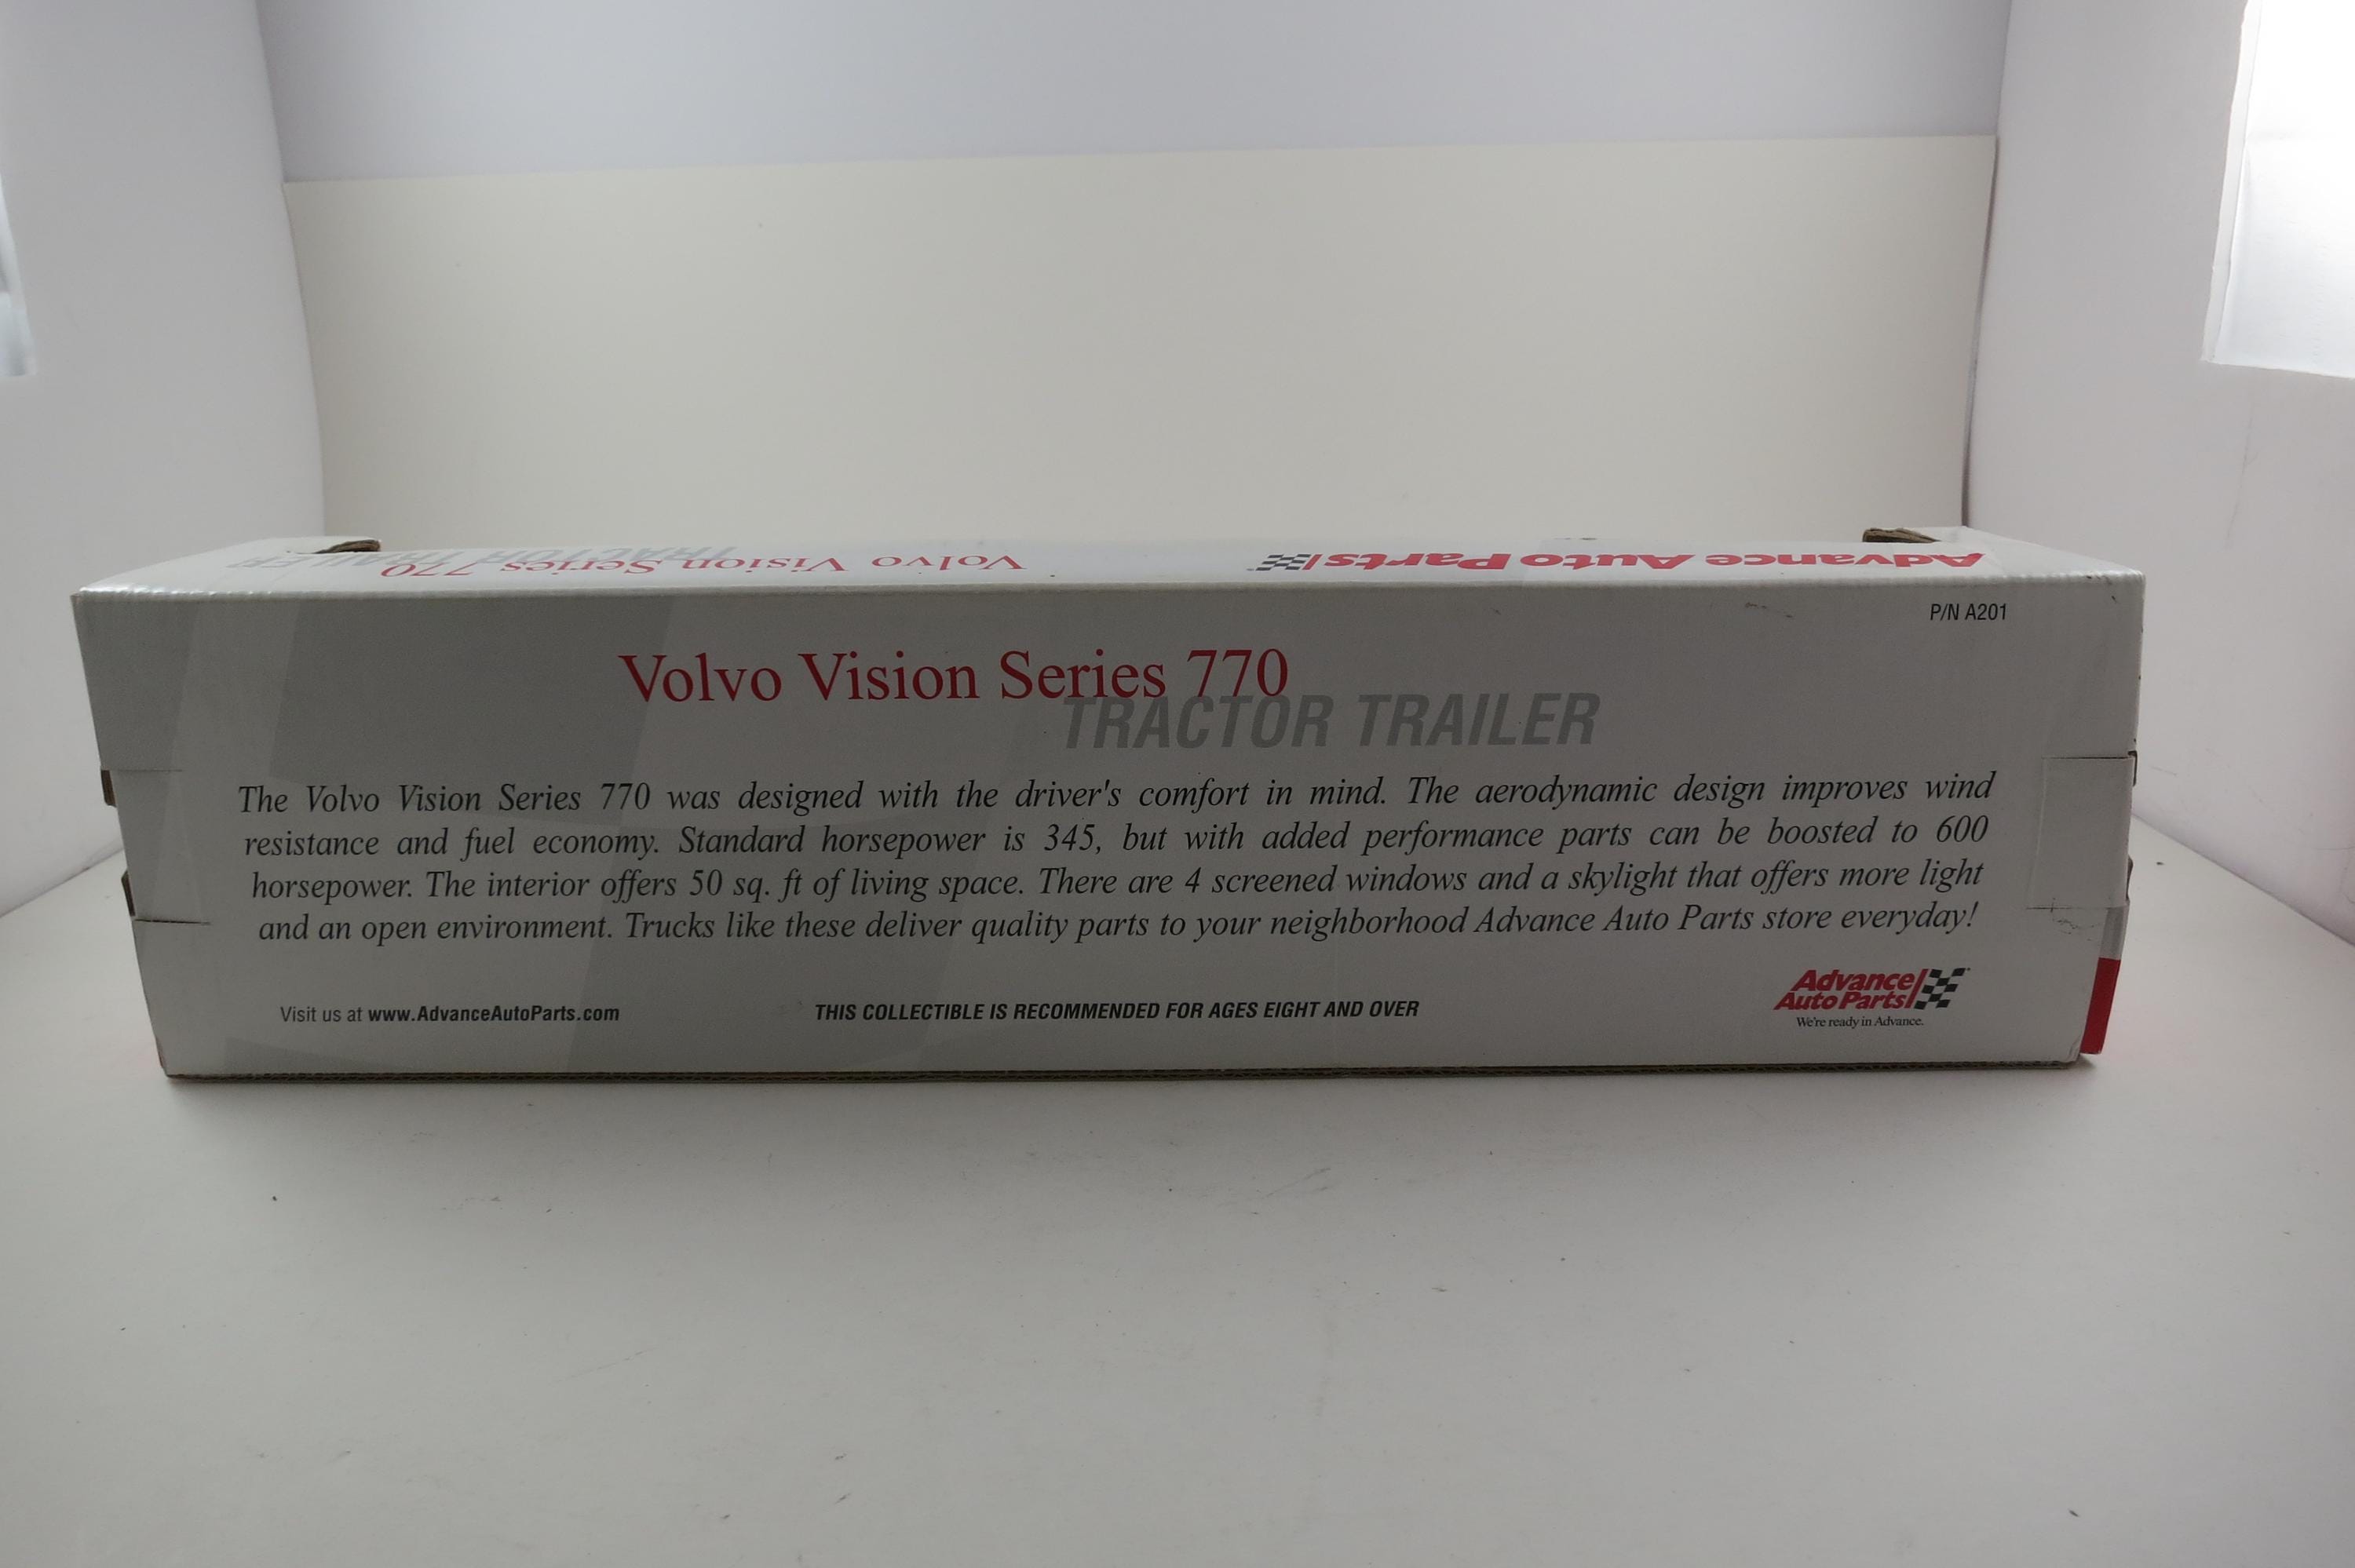 Advance Auto Parts
Volvo Vision Series 770
TRACTOR TRAILER
P/N A201
Volvo Vision Series 770
TRACTOR TRAILER
The Volvo Vision Series 770 was designed with the driver's comfort in mind. The aerodynamic design improves wind
resistance and fuel economy. Standard horsepower is 345, but with added performance parts can be boosted to 600
horsepower. The interior offers 50 sq. ft of living space. There are 4 screened windows and a skylight that offers more light
and an open environment. Trucks like these deliver quality parts to your neighborhood Advance Auto Parts store everyday!
Visit us at www.AdvanceAutoParts.com
THIS COLLECTIBLE IS RECOMMENDED FOR AGES EIGHT AND OVER
Advance
Auto Parts
We're ready in Advance.